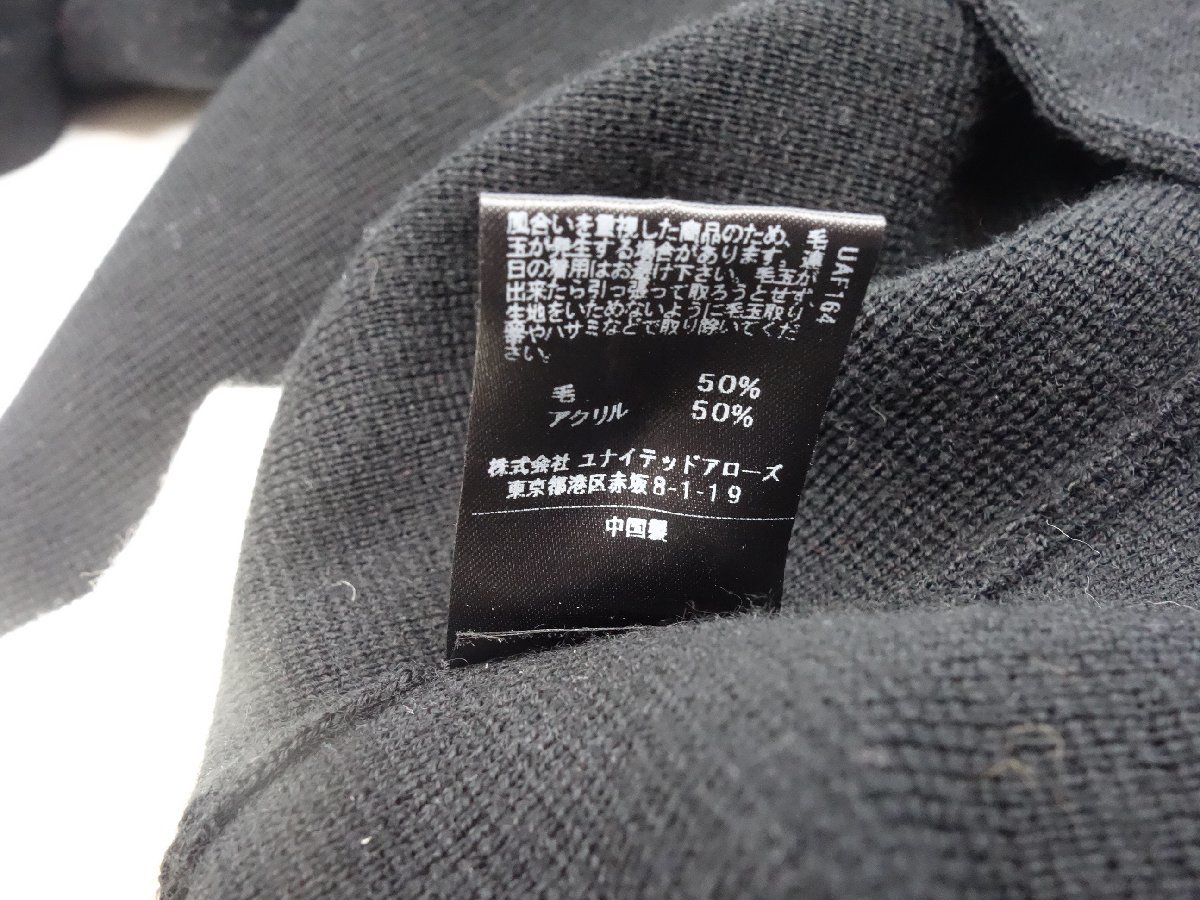 風合いを重視した商品のため、毛
玉が発生する場合があります。連
日の着用はお避け下さい。毛玉が
出来たら引っ張って取ろうとせず、
生地をいためないように毛玉取り
器やハサミなどで取り除いてくだ
さい。
毛 50%
アクリル 50%
株式会社 ユナイテッドアローズ
東京都港区赤坂8-1-19
中国製
UAF164